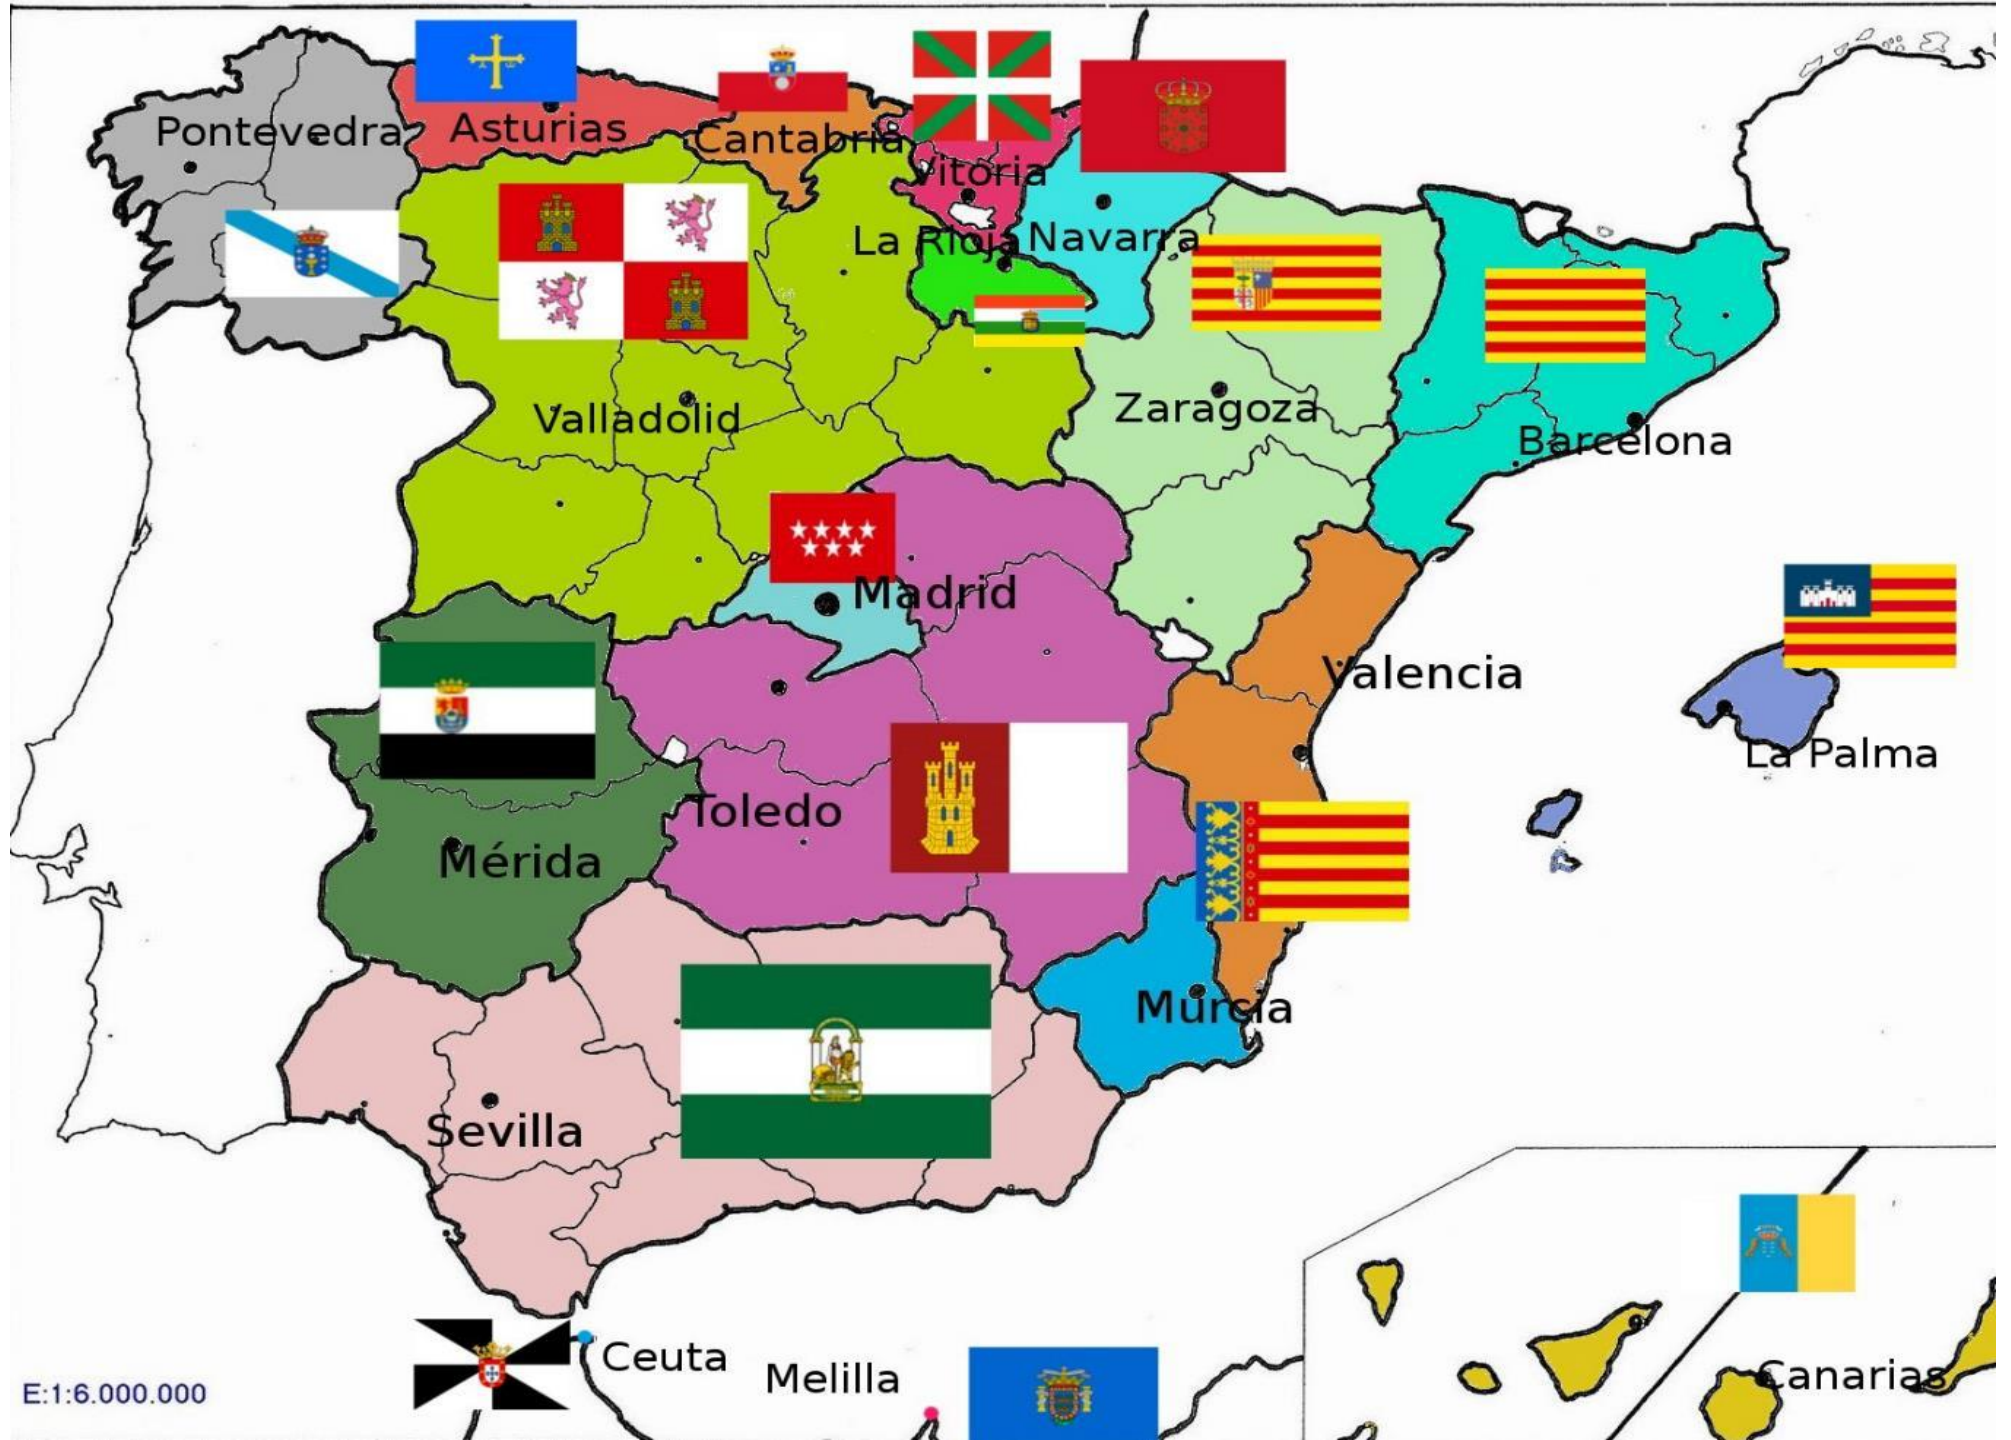 Asturias
Pontevedra
Cantabria
Vitoria
La Rioja
Navarra
Zaragoza
Valladolid
Barcelona
Madrid
Valencia
La Palma
Toledo
Mérida
Murcia
Sevilla
Ceuta
Melilla
Canarias
E:1:6.000.000